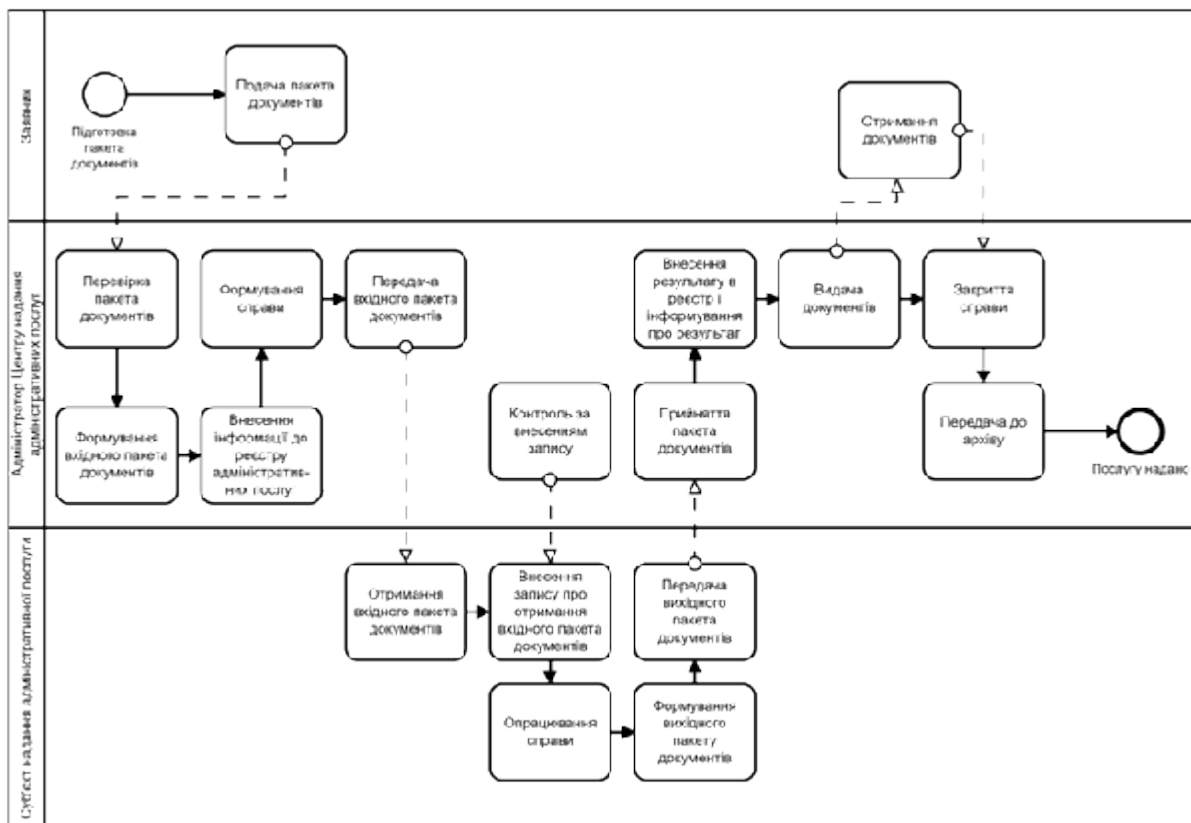 Заявник
Підготовка
пакета
документів
Подача пакета
документів
Отримання
документів
Адміністратор Центру надання
адміністративних послуг
Перевірка
пакета
документів
Формування
справи
Передача
вхідного пакета
документів
Внесення
результату в
реєстр і
інформування
про результат
Видача
документів
Закриття
справи
Формування
вхідного пакета
документів
Внесення
інформації до
реєстру
адміністратив-
них послу
Контроль за
внесенням
запису
Прийняття
пакета
документів
Передача до
архіву
Послугу надано
Суб'єкт надання адміністративної послуги
Отримання
вхідного пакета
документів
Внесення
запису про
отримання
вхідного пакета
документів
Передача
вихідного
пакета
документів
Опрацювання
справи
Формування
вихідного
пакету
документів